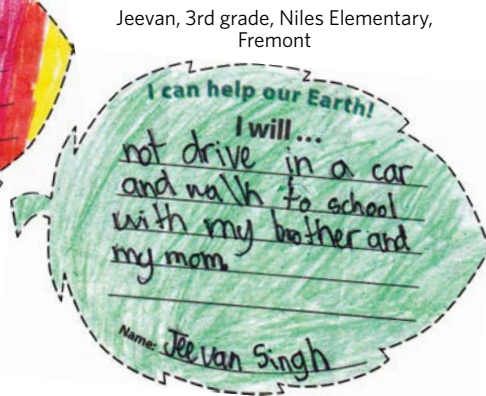 Jeevan, 3rd grade, Niles Elementary,
Fremont
I can help our Earth!
I will ...
not drive in a car
and walk to school
with my brother and
my mom.
Name: Jeevan Singh